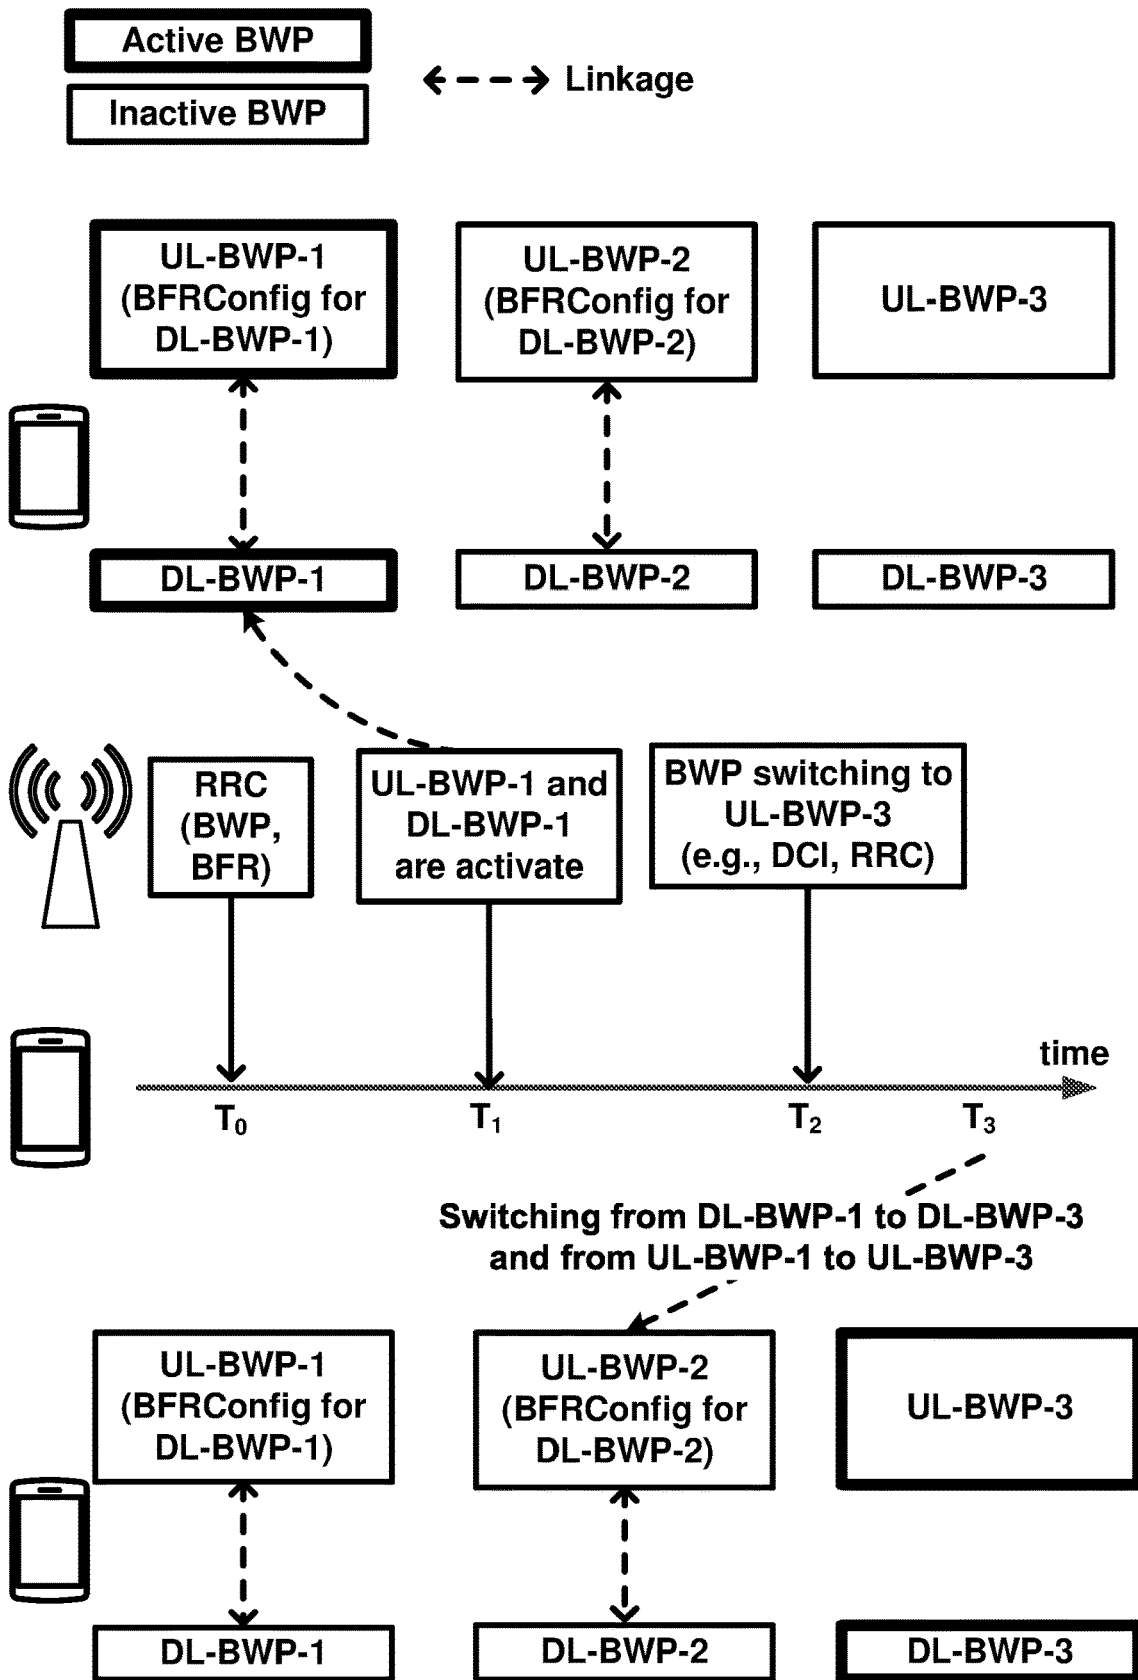 Active BWP
Linkage
Inactive BWP
UL-BWP-1
(BFRConfig for
DL-BWP-1)
UL-BWP-2
(BFRConfig for
DL-BWP-2)
UL-BWP-3
DL-BWP-1
DL-BWP-2
DL-BWP-3
RRC
(BWP,
BFR)
UL-BWP-1 and
DL-BWP-1
are activate
BWP switching to
UL-BWP-3
(e.g., DCI, RRC)
time
T0
T1
T2
T3
Switching from DL-BWP-1 to DL-BWP-3
and from UL-BWP-1 to UL-BWP-3
UL-BWP-1
(BFRConfig for
DL-BWP-1)
UL-BWP-2
(BFRConfig for
DL-BWP-2)
UL-BWP-3
DL-BWP-1
DL-BWP-2
DL-BWP-3